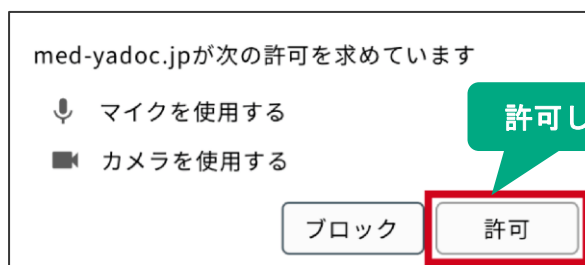 med-yadoc.jpが次の許可を求めています
マイクを使用する
許可し
カメラを使用する
ブロック
許可